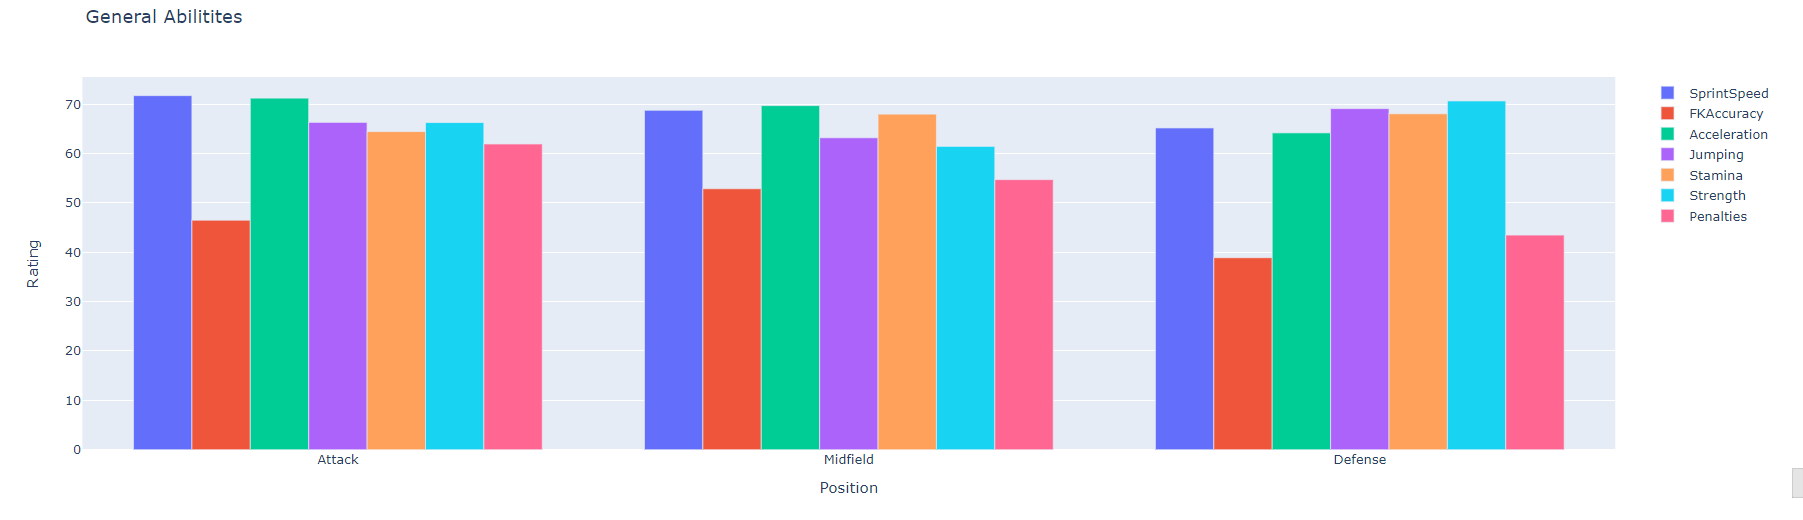 General Abilitites
70
60
50
40
30
20
10
0
Rating
Attack
Midfield
Defense
Position
SprintSpeed
FKAccuracy
Acceleration
Jumping
Stamina
Strength
Penalties